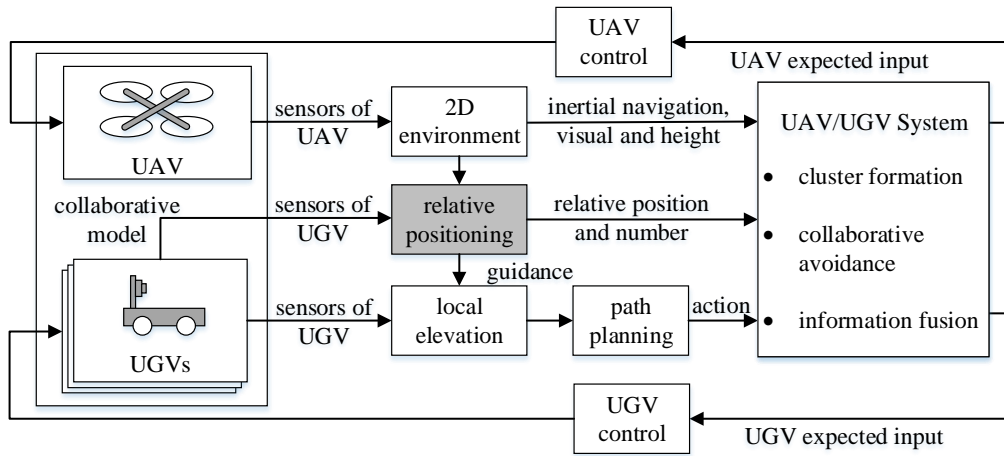 UAV
control
UAV expected input
sensors of
UAV
2D
environment
inertial navigation,
visual and height
UAV/UGV System
UAV
collaborative
model
sensors of
UGV
relative
positioning
relative position
and number
• cluster formation
• collaborative
avoidance
guidance
sensors of
UGV
local
elevation
path
planning
action
• information fusion
UGVs
UGV
control
UGV expected input